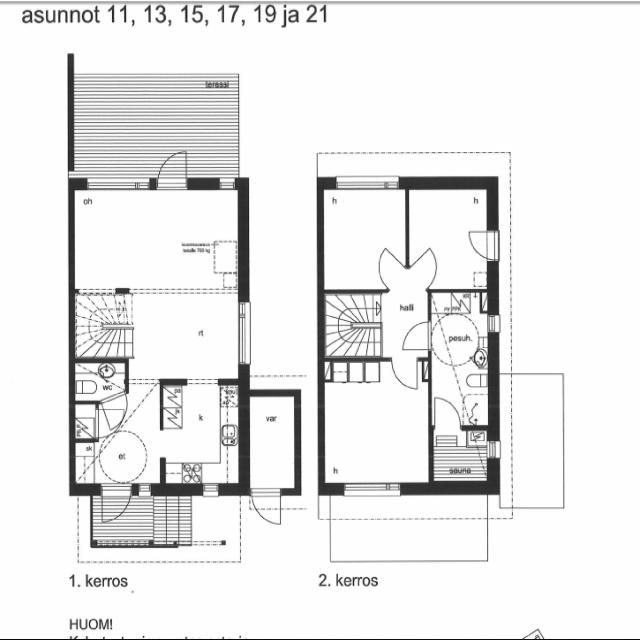 asunnot 11, 13, 15, 17, 19 ja 21
terassi
oh
h
h
rt
halli
pesuh.
wc
k
var
sk
et
h
sauna
1. kerros
2. kerros
HUOM!